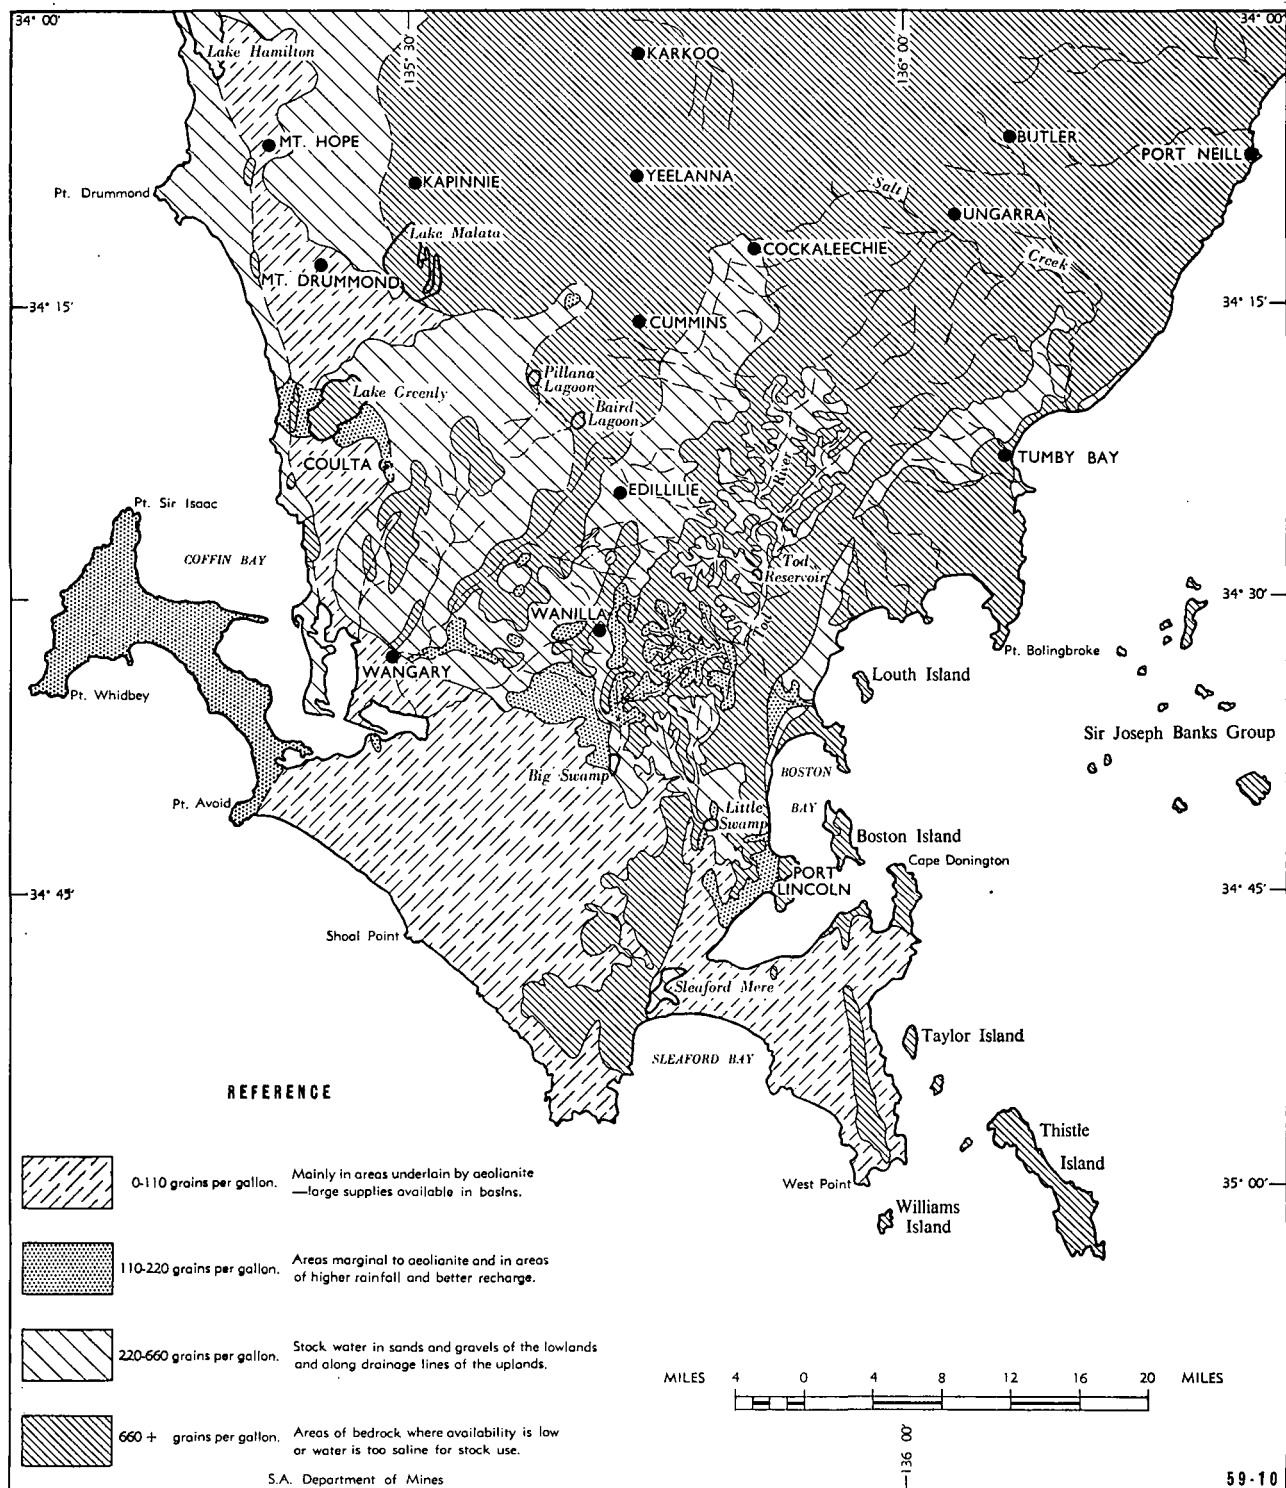 34° 00'
34° 00'
Lake Hamilton
135° 30'
KARKOO
136° 00'
MT. HOPE
BUTLER
PORT NEILL
Pt. Drummond
KAPINNIE
YEELANNA
Salt
UNGARRA
Lake Malata
COCKALEECHIE
Creek
MT. DRUMMOND
34° 15'
34° 15'
CUMMINS
Pillana
Lagoon
Lake Greenly
Baird
Lagoon
COULTA
River
TUMBY BAY
EDILLILIE
Pt. Sir Isaac
COFFIN BAY
Tod
Reservoir
34° 30'
WANILLA
Tod
Pt. Bolingbroke
WANGARY
Louth Island
Pt. Whidbey
Sir Joseph Banks Group
Big Swamp
BOSTON
BAY
Pt. Avoid
Little
Swamp
Boston Island
Cape Donington
PORT
LINCOLN
34° 45'
34° 45'
Shoal Point
Sleaford Mere
Taylor Island
SLEAFORD BAY
REFERENCE
Thistle
Island
0-110 grains per gallon.
Mainly in areas underlain by aeolianite
—large supplies available in basins.
West Point
35° 00'
Williams
Island
110-220 grains per gallon.
Areas marginal to aeolianite and in areas
of higher rainfall and better recharge.
220-660 grains per gallon.
Stock water in sands and gravels of the lowlands
and along drainage lines of the uplands.
MILES
4
0
4
8
12
16
20
MILES
660 + grains per gallon.
Areas of bedrock where availability is low
or water is too saline for stock use.
136° 00'
S.A. Department of Mines
59-10